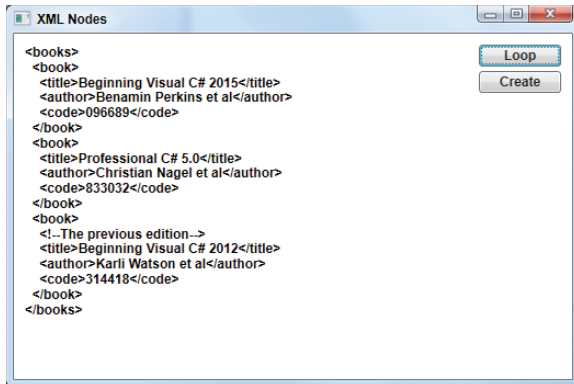 XML Nodes
<books>
<book>
<title>Beginning Visual C# 2015</title>
<author>Benamin Perkins et al</author>
<code>096689</code>
</book>
<book>
<title>Professional C# 5.0</title>
<author>Christian Nagel et al</author>
<code>833032</code>
</book>
<book>
<!--The previous edition-->
<title>Beginning Visual C# 2012</title>
<author>Karli Watson et al</author>
<code>314418</code>
</book>
</books>
Loop
Create